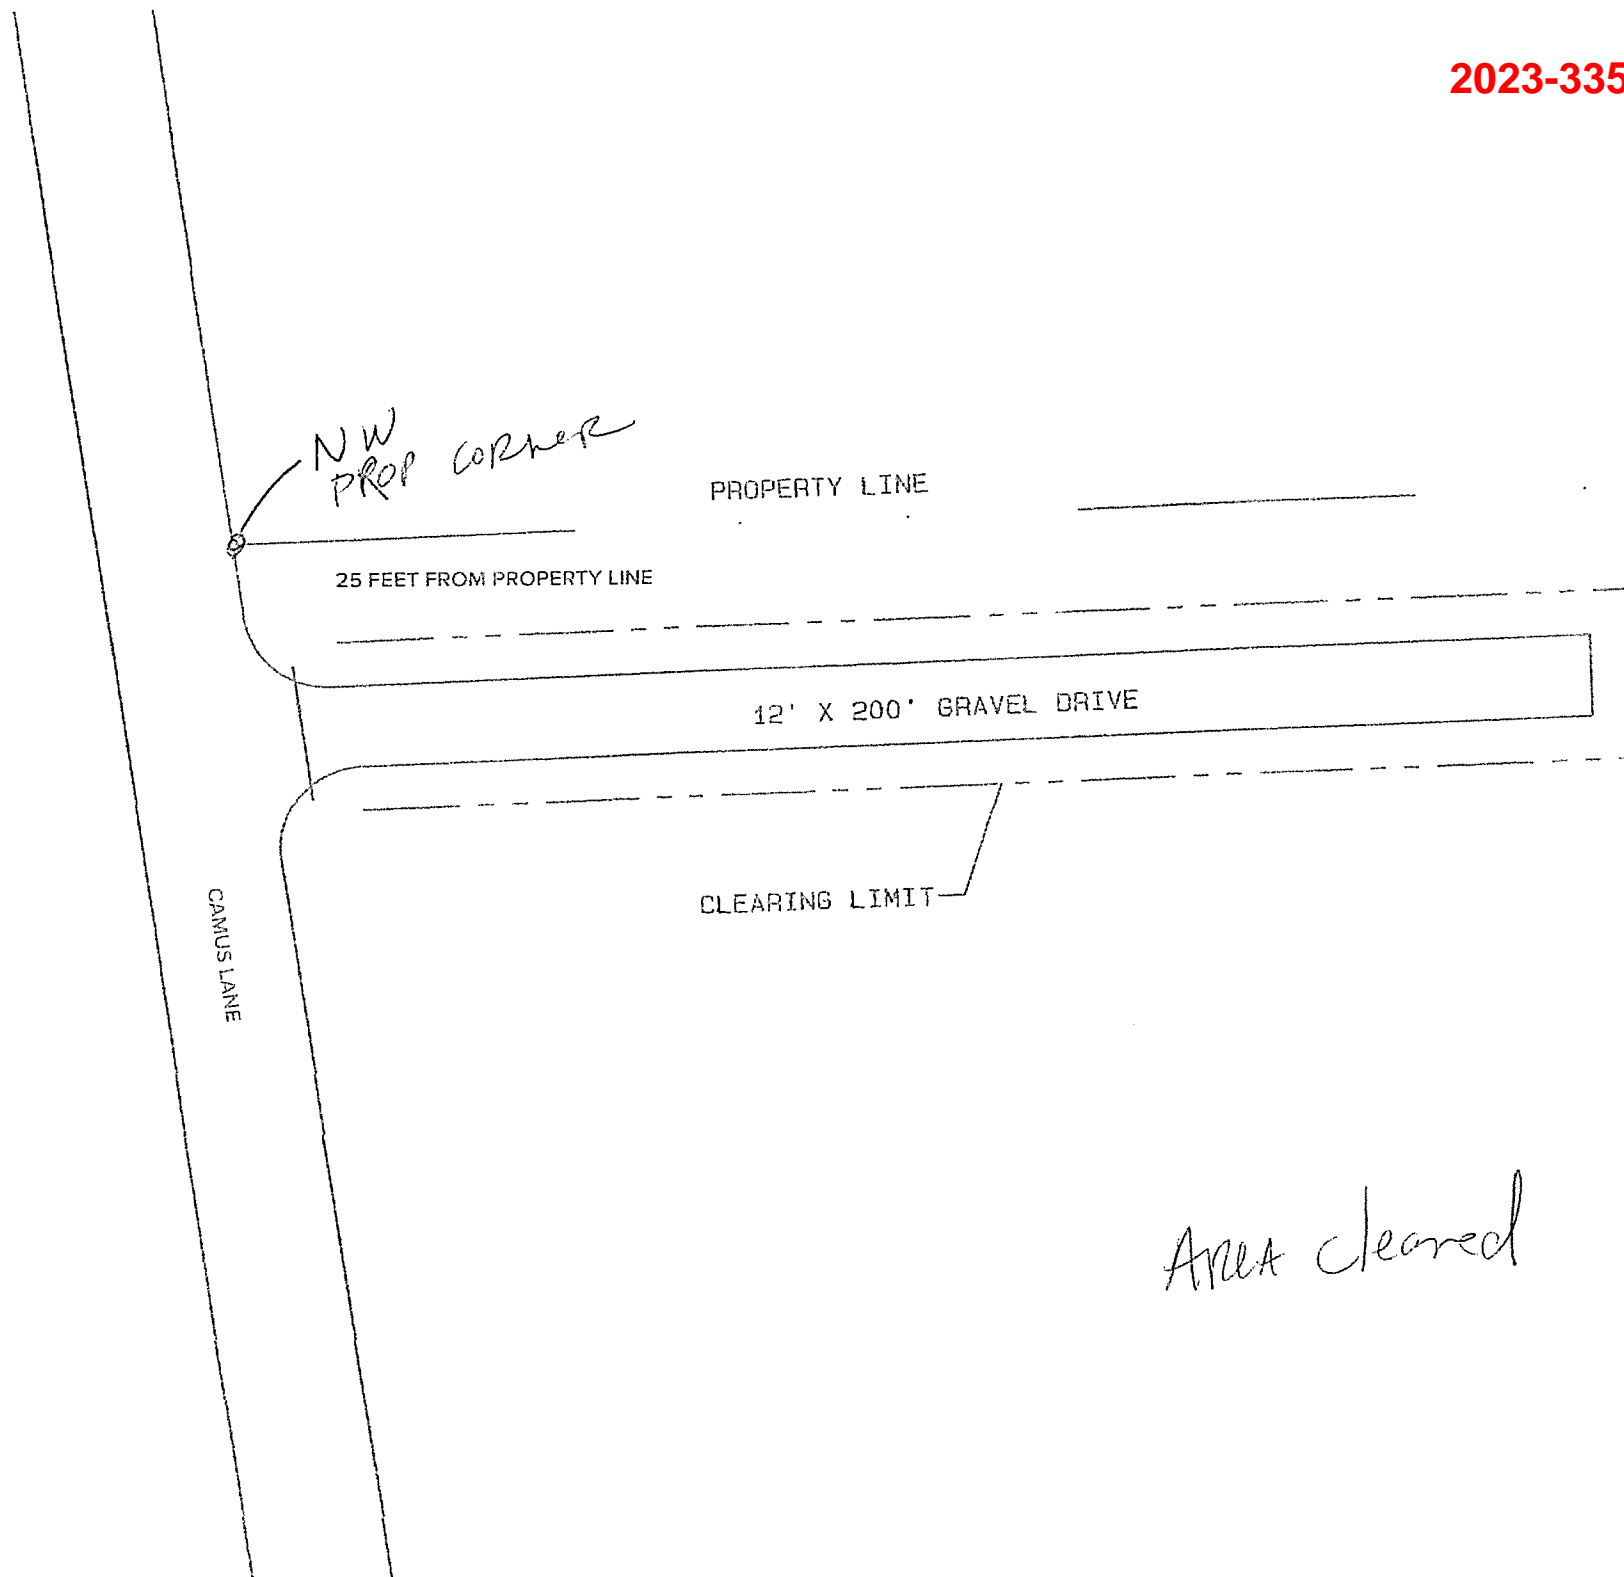 2023-335
NW
PROP CORNER
PROPERTY LINE
25 FEET FROM PROPERTY LINE
12' X 200' GRAVEL DRIVE
CLEARING LIMIT
CAMUS LANE
AREA cleared